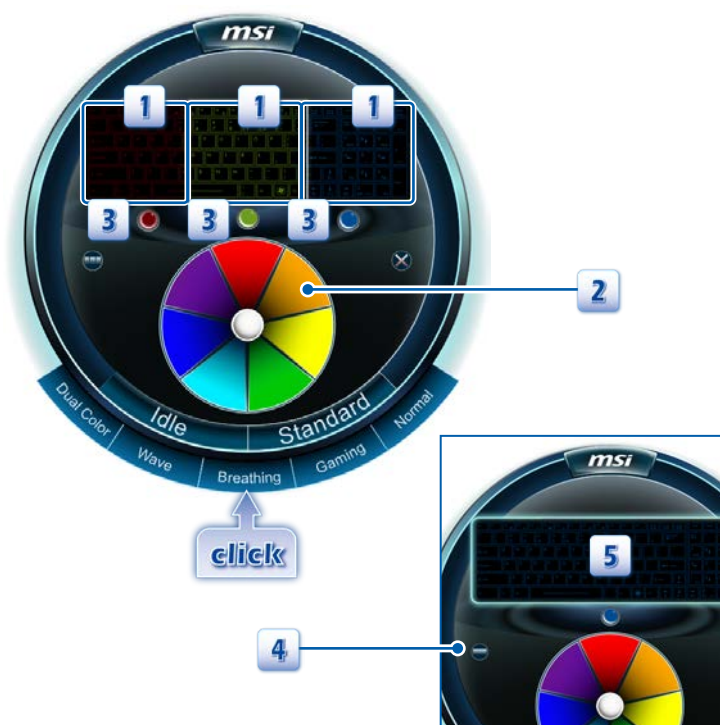 msi
1
1
1
3
3
3
2
Idle
Standard
Dual Color
Wave
Breathing
Gaming
Normal
click
msi
5
4